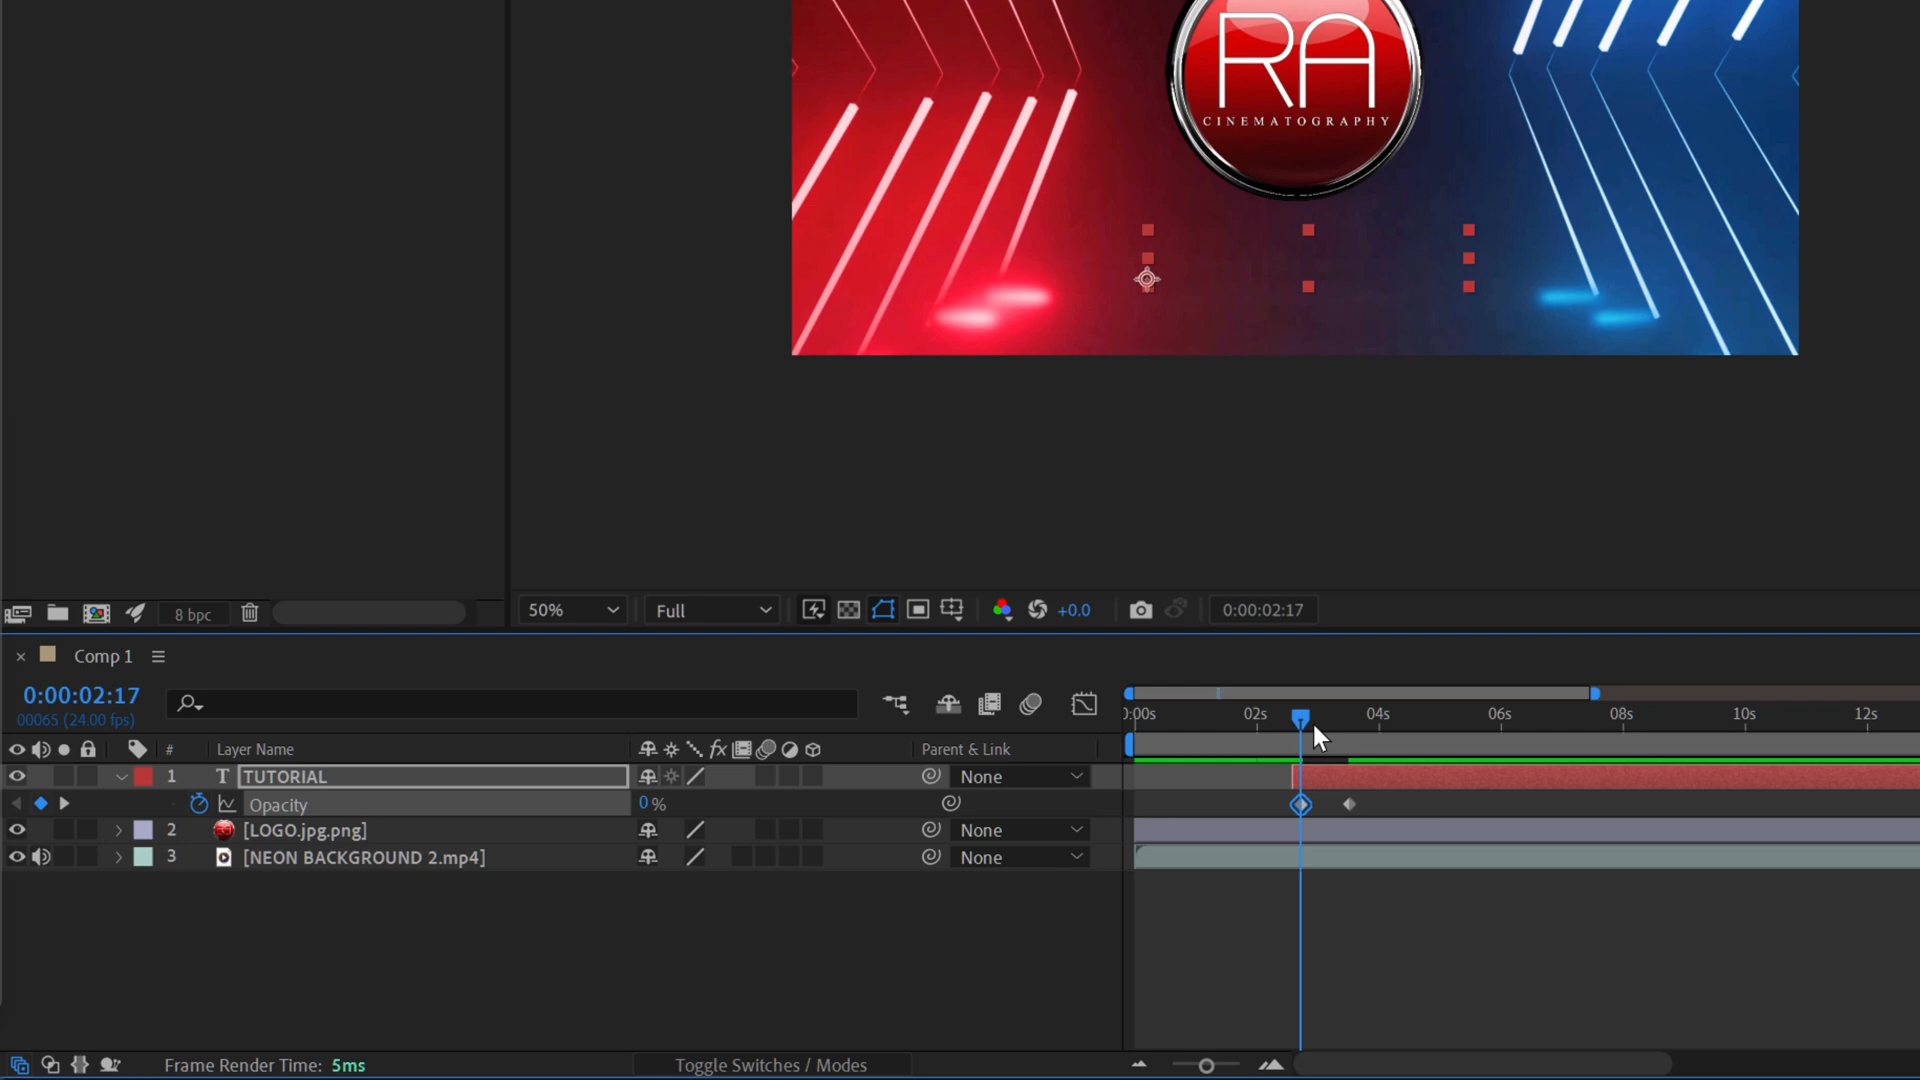 RA
CINEMATOGRAPHY
8 bpc
50%
Full
+0.0
0:00:02:17
Comp 1
0:00:02:17
00065 (24.00 fps)
0:00s 02s 04s 06s 08s 10s 12s
# Layer Name fx Parent & Link
1 T TUTORIAL None
Opacity 0 %
2 [LOGO.jpg.png] None
3 [NEON BACKGROUND 2.mp4] None
Frame Render Time: 5ms
Toggle Switches / Modes